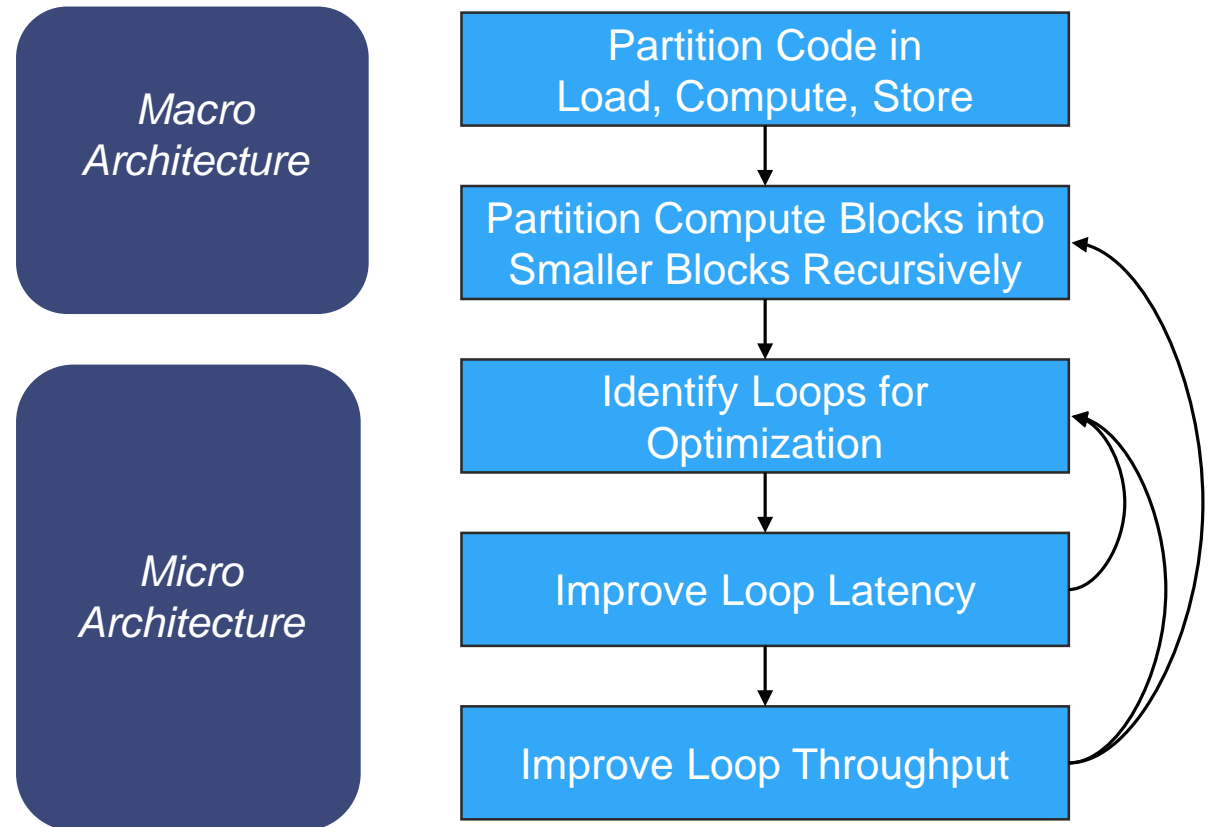 Macro
Architecture
Partition Code in
Load, Compute, Store
Partition Compute Blocks into
Smaller Blocks Recursively
Micro
Architecture
Identify Loops for
Optimization
Improve Loop Latency
Improve Loop Throughput